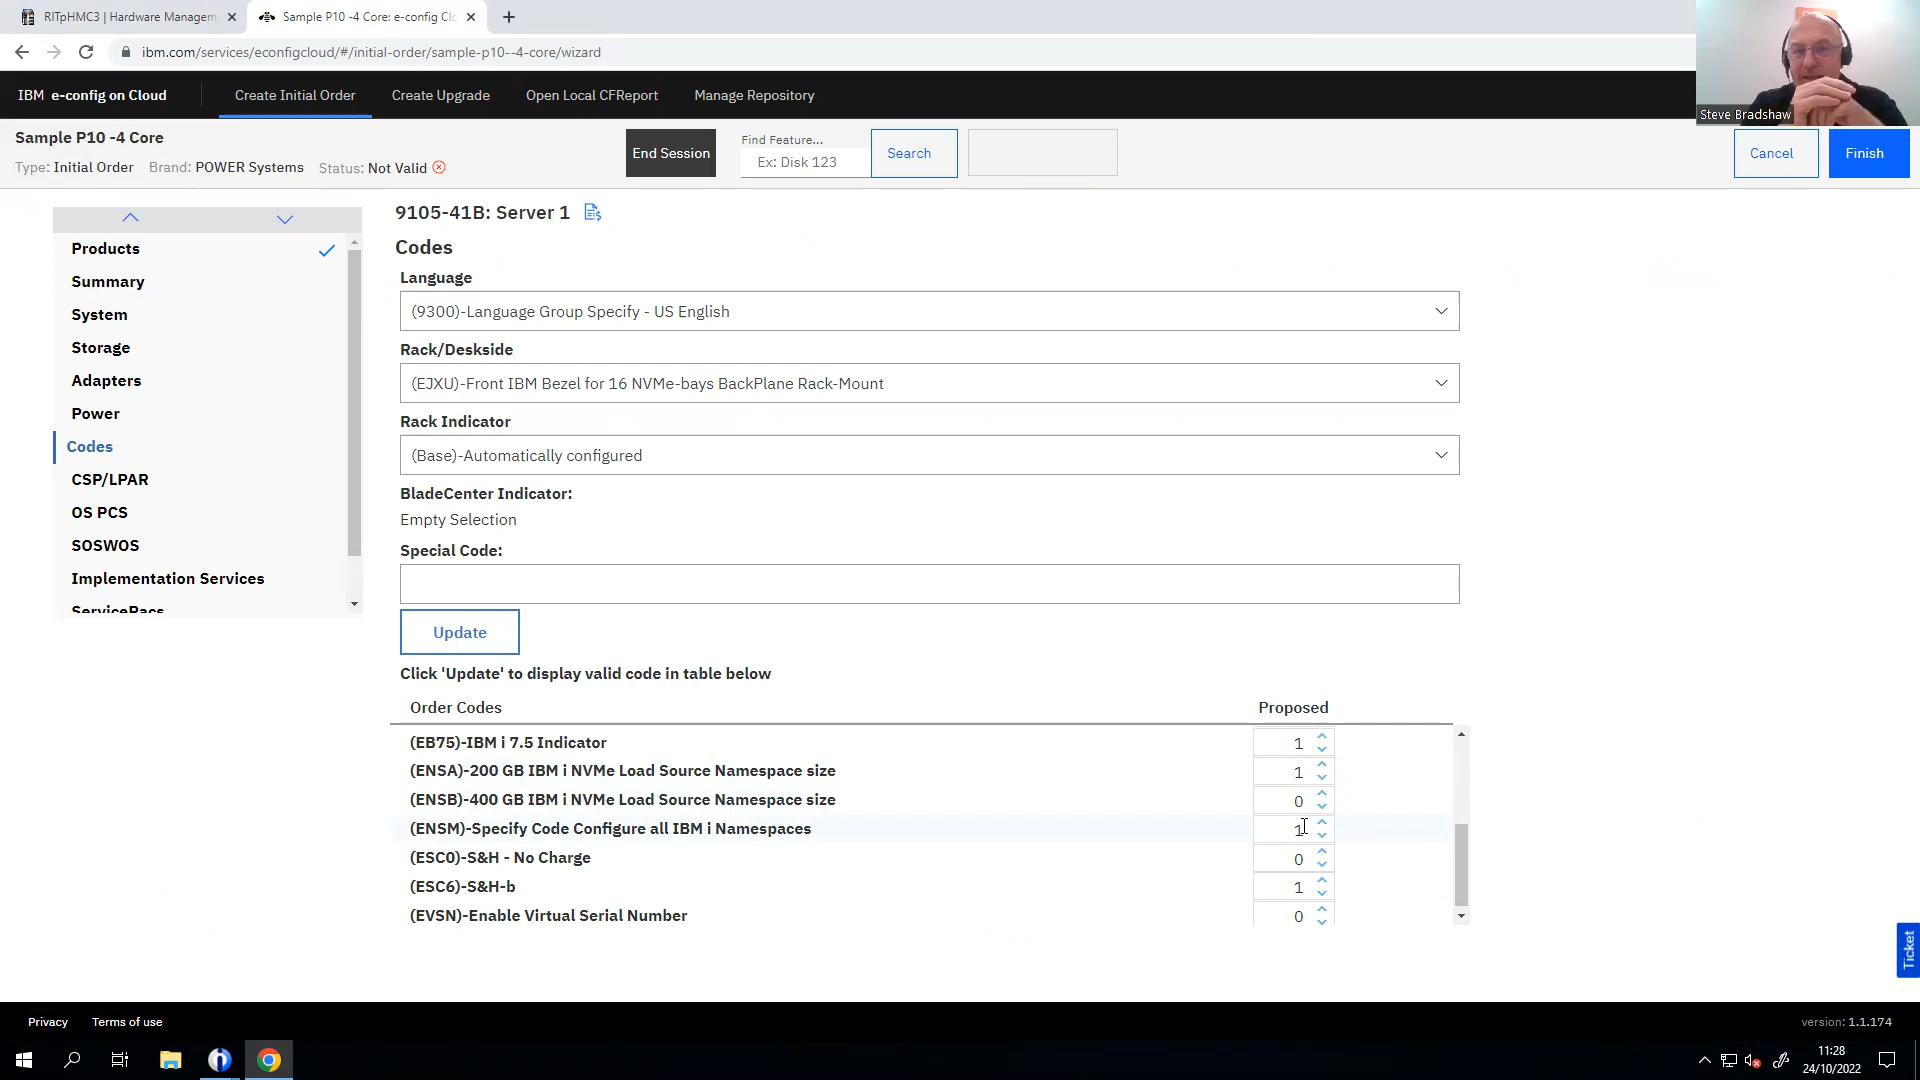 RITpHMC3 | Hardware Managem
Sample P10 -4 Core: e-config Clo
ibm.com/services/econfigcloud/#/initial-order/sample-p10--4-core/wizard
IBM e-config on Cloud
Create Initial Order
Create Upgrade
Open Local CFReport
Manage Repository
Steve Bradshaw
Sample P10 -4 Core
Type: Initial Order Brand: POWER Systems Status: Not Valid
End Session
Find Feature...
Ex: Disk 123
Search
Cancel
Finish
Products
Summary
System
Storage
Adapters
Power
Codes
CSP/LPAR
OS PCS
SOSWOS
Implementation Services
ServicePacs
9105-41B: Server 1
Codes
Language
(9300)-Language Group Specify - US English
Rack/Deskside
(EJXU)-Front IBM Bezel for 16 NVMe-bays BackPlane Rack-Mount
Rack Indicator
(Base)-Automatically configured
BladeCenter Indicator:
Empty Selection
Special Code:
Update
Click 'Update' to display valid code in table below
Order Codes Proposed
(EB75)-IBM i 7.5 Indicator 1
(ENSA)-200 GB IBM i NVMe Load Source Namespace size 1
(ENSB)-400 GB IBM i NVMe Load Source Namespace size 0
(ENSM)-Specify Code Configure all IBM i Namespaces 1
(ESC0)-S&H - No Charge 0
(ESC6)-S&H-b 1
(EVSN)-Enable Virtual Serial Number 0
Ticket
Privacy
Terms of use
version: 1.1.174
11:28
24/10/2022